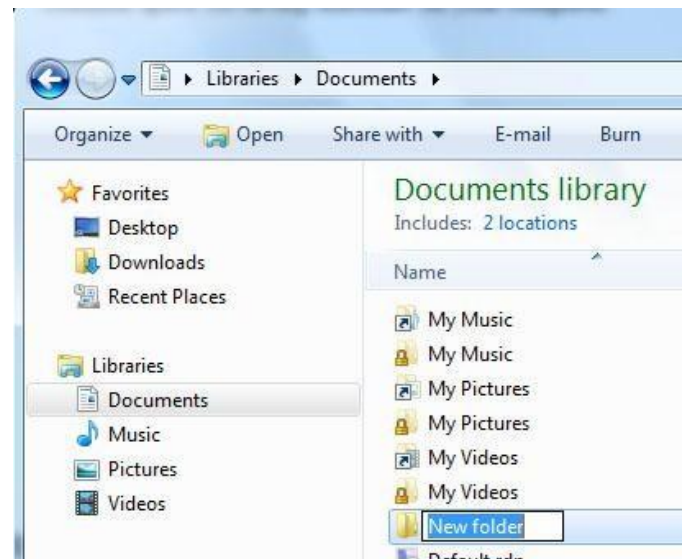 Libraries Documents
Organize Open Share with E-mail Burn
Favorites
Desktop
Downloads
Recent Places
Libraries
Documents
Music
Pictures
Videos
Documents library
Includes: 2 locations
Name
My Music
My Music
My Pictures
My Pictures
My Videos
My Videos
New folder
Default.rdp